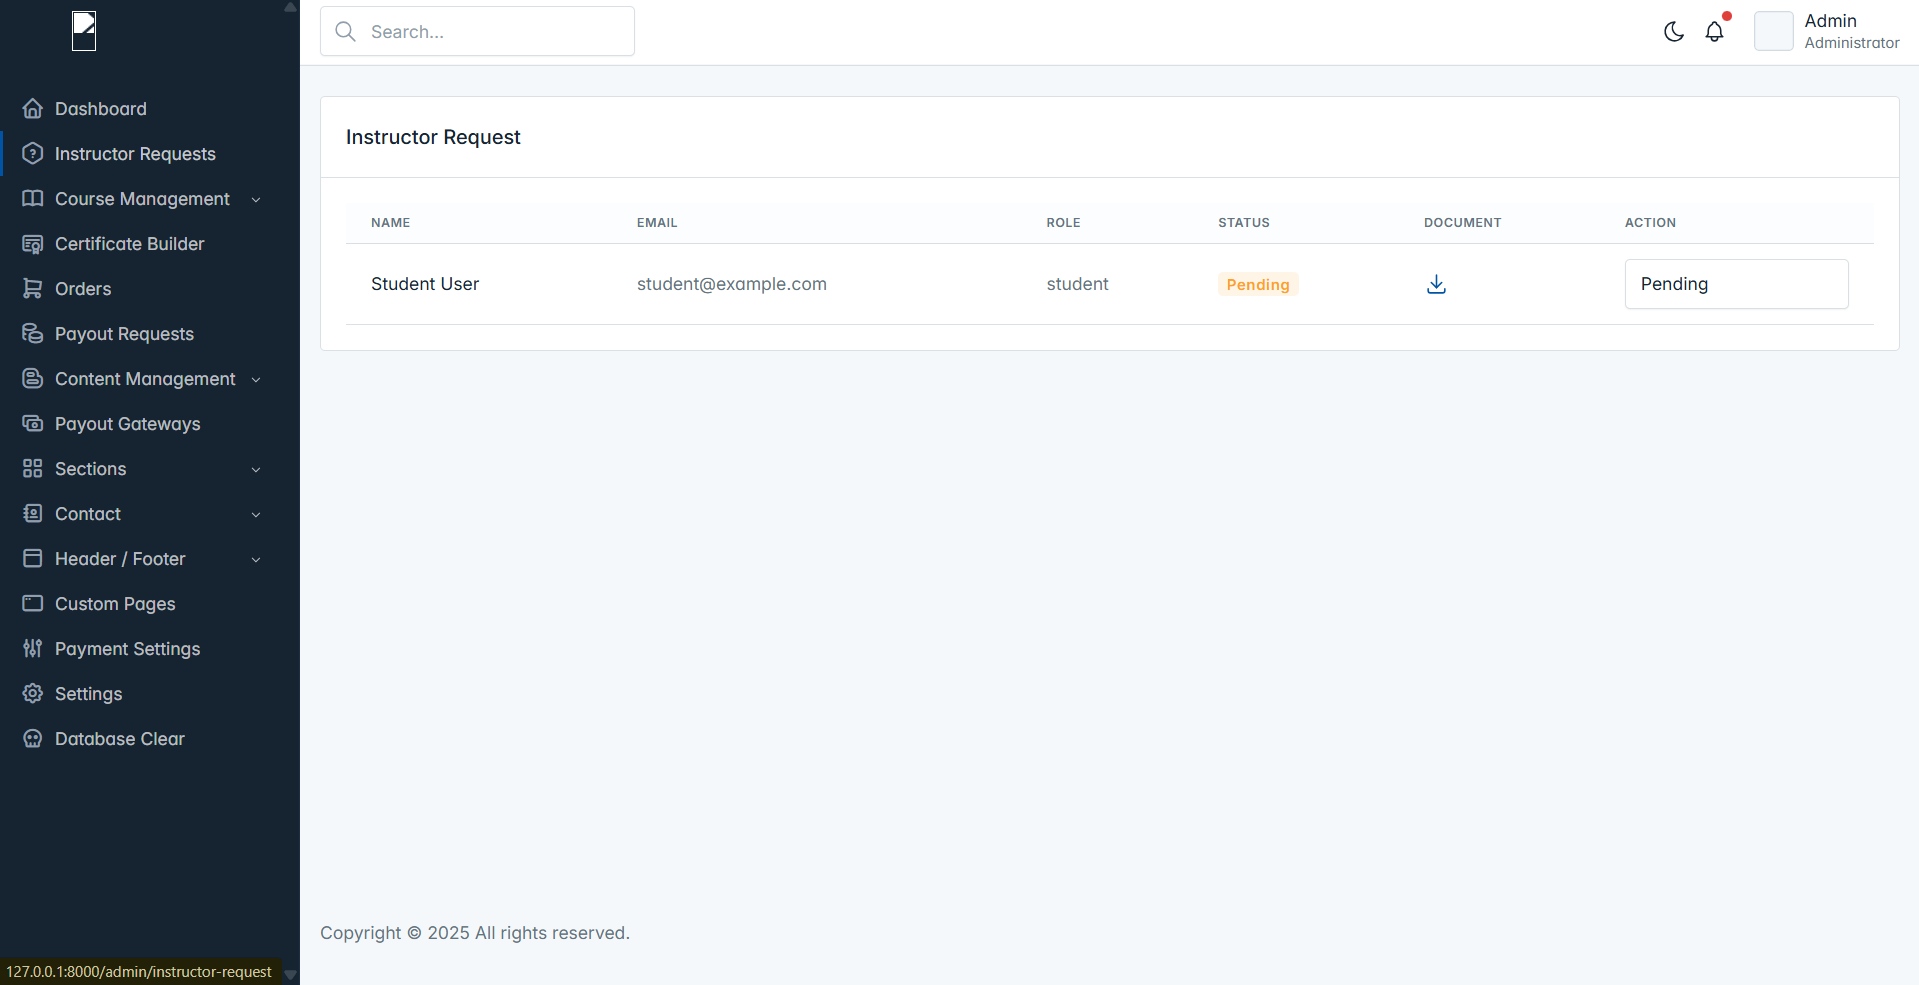 Search...
Admin
Administrator
Dashboard
Instructor Requests
Course Management
Certificate Builder
Orders
Payout Requests
Content Management
Payout Gateways
Sections
Contact
Header / Footer
Custom Pages
Payment Settings
Settings
Database Clear
Instructor Request
NAME EMAIL ROLE STATUS DOCUMENT ACTION
Student User student@example.com student Pending Pending
Copyright © 2025 All rights reserved.
127.0.0.1:8000/admin/instructor-request